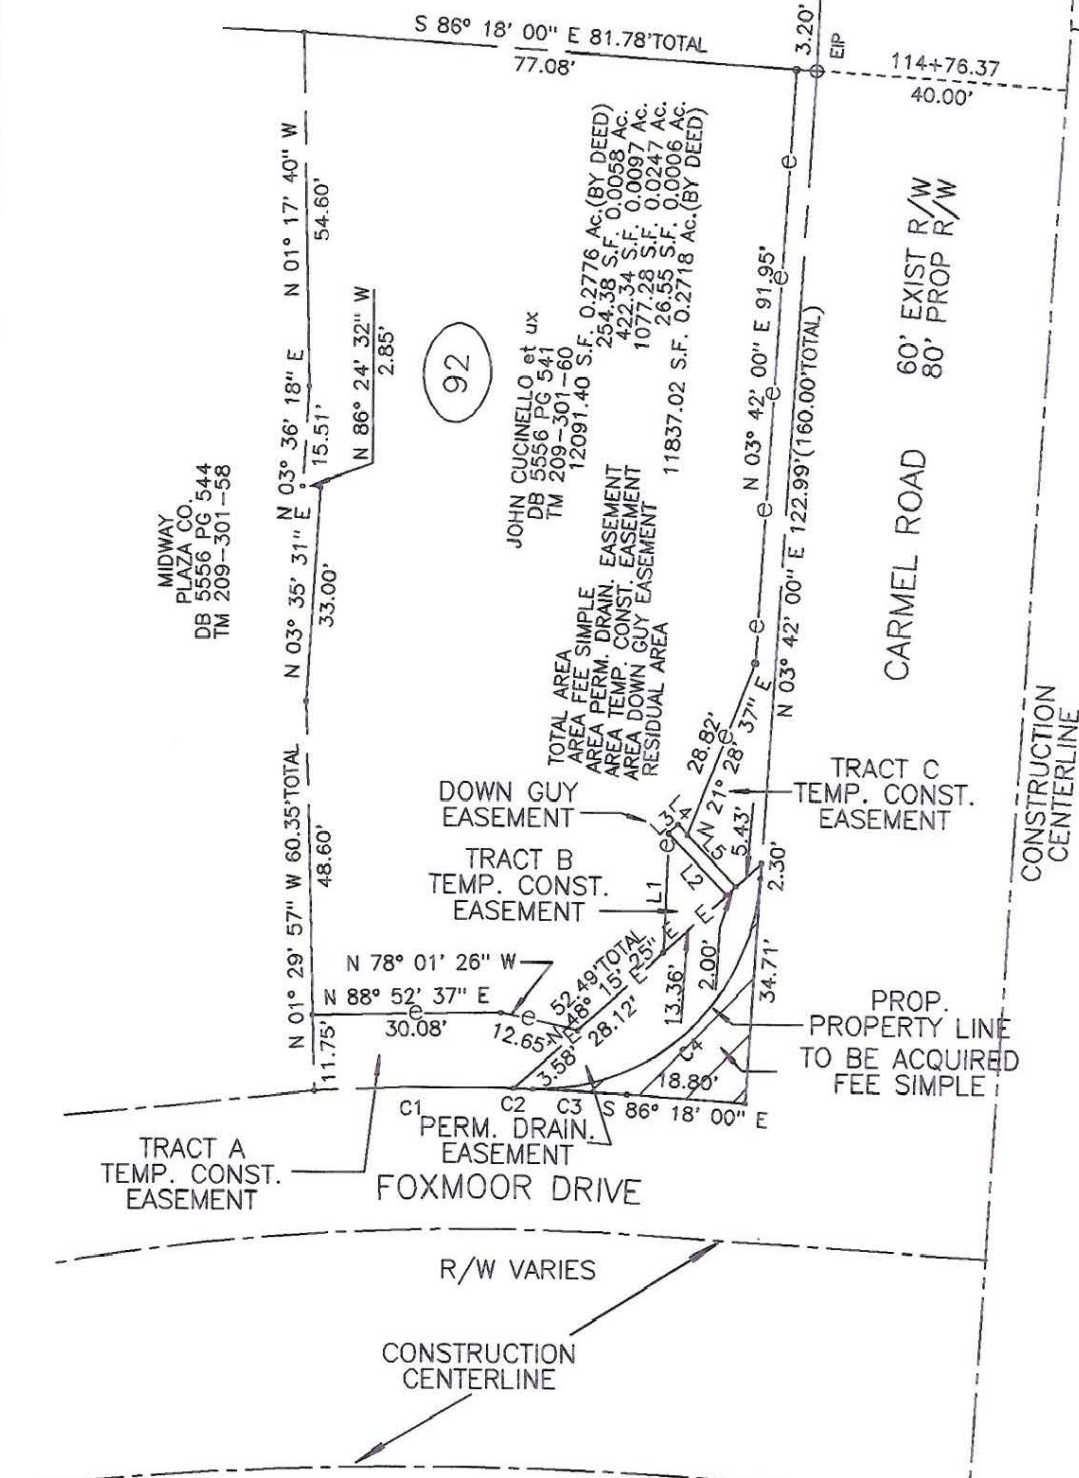 S 86° 18' 00" E 81.78'TOTAL
77.08'
3.20'
EIP
114+76.37
40.00'
N 01° 17' 40" W
54.60'
N 03° 36' 18" E
15.51'
N 86° 24' 32" W
2.85'
92
MIDWAY
PLAZA CO.
DB 5556 PG 544
TM 209-301-58
N 03° 35' 31" E
33.00'
JOHN CUCINELLO et ux
DB 5556 PG 541
TM 209-301-60
TOTAL AREA 12091.40 S.F. 0.2776 Ac.(BY DEED)
AREA FEE SIMPLE 254.38 S.F. 0.0058 Ac.
AREA PERM. DRAIN. EASEMENT 422.34 S.F. 0.0097 Ac.
AREA TEMP. CONST. EASEMENT 1077.28 S.F. 0.0247 Ac.
AREA DOWN GUY EASEMENT 26.55 S.F. 0.0006 Ac.
RESIDUAL AREA 11837.02 S.F. 0.2718 Ac.(BY DEED)
N 03° 42' 00" E 91.95'
N 03° 42' 00" E 122.99'(160.00'TOTAL)
60' EXIST R/W
80' PROP R/W
CARMEL ROAD
CONSTRUCTION
CENTERLINE
N 01° 29' 57" W 60.35'TOTAL
48.60'
11.75'
DOWN GUY
EASEMENT
28.82'
N 21° 28' 37" E
L3
L4
L5
L2
L1
5.43'
2.30'
TRACT C
TEMP. CONST.
EASEMENT
TRACT B
TEMP. CONST.
EASEMENT
N 78° 01' 26" W
N 88° 52' 37" E
30.08'
12.65'
52.49'TOTAL
N 48° 15' 25" E
28.12'
3.58'
13.36'
2.00'
34.71'
C4
18.80'
PROP.
PROPERTY LINE
TO BE ACQUIRED
FEE SIMPLE
C1
C2
C3
S 86° 18' 00" E
PERM. DRAIN.
EASEMENT
TRACT A
TEMP. CONST.
EASEMENT
FOXMOOR DRIVE
R/W VARIES
CONSTRUCTION
CENTERLINE